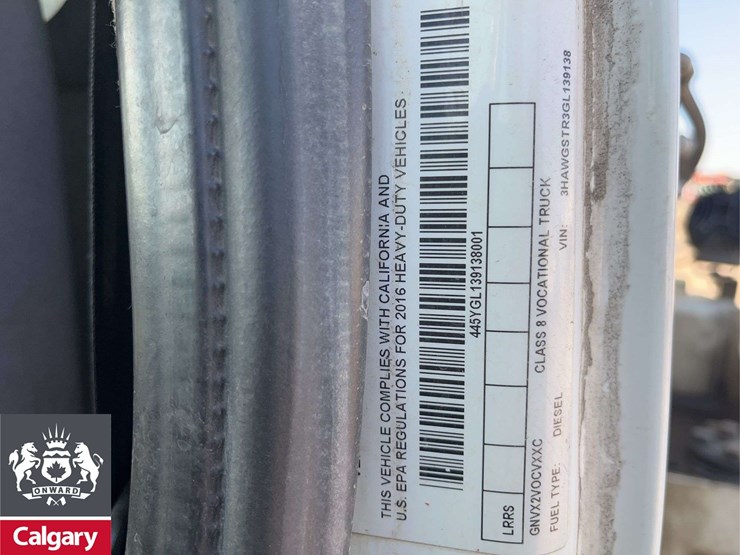 THIS VEHICLE COMPLIES WITH CALIFORNIA AND
U.S. EPA REGULATIONS FOR 2016 HEAVY-DUTY VEHICLES
445YGL139138001
LRRS
GNVX2VOCVXXC
CLASS 8 VOCATIONAL TRUCK
FUEL TYPE: DIESEL
VIN: 3HAWGSTR3GL139138
ONWARD
Calgary